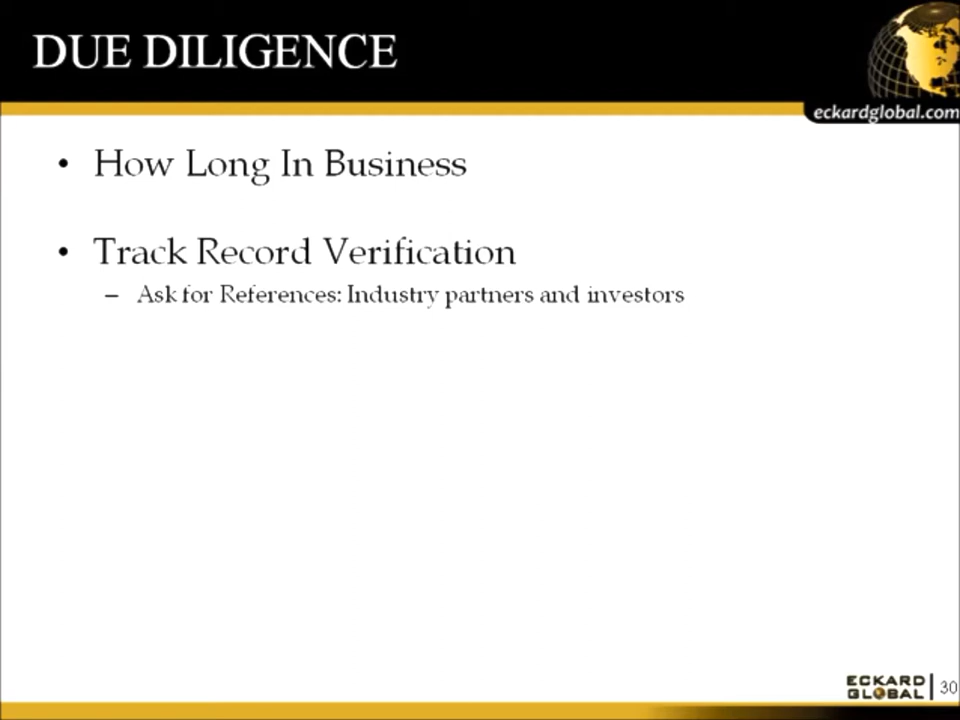 DUE DILIGENCE
eckardglobal.com
• How Long In Business
• Track Record Verification
– Ask for References: Industry partners and investors
ECKARD
GLOBAL
30